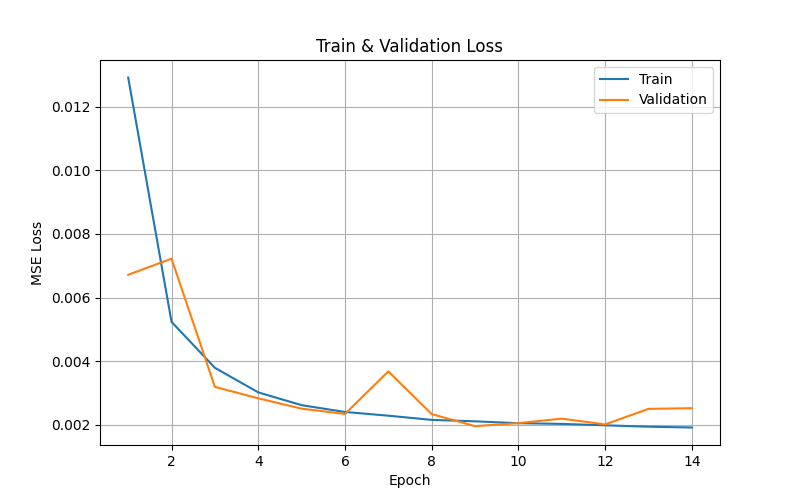 Train & Validation Loss
Train
Validation
0.012
0.010
0.008
0.006
0.004
0.002
MSE Loss
2
4
6
8
10
12
14
Epoch